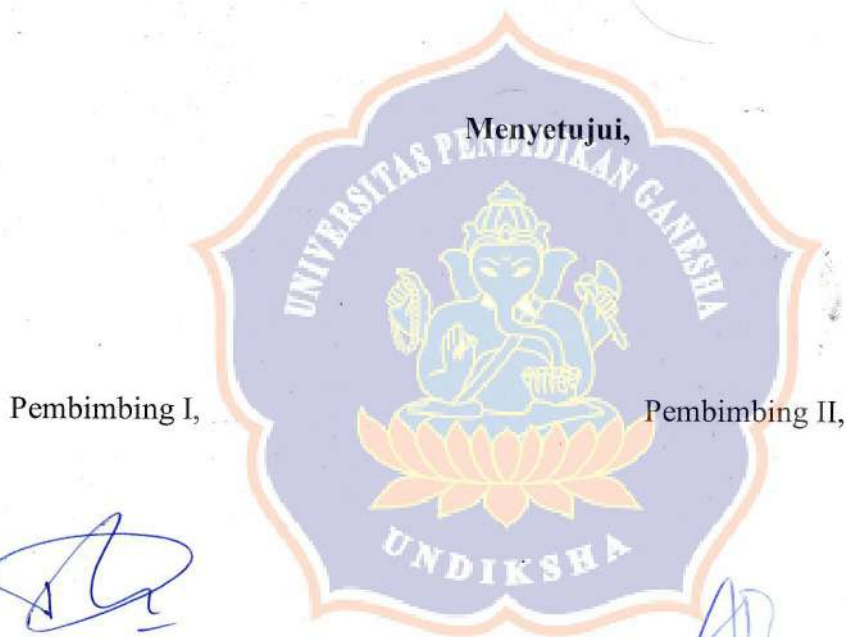 Menyetujui,
UNIVERSITAS PENDIDIKAN GANESHA
Pembimbing I,
Pembimbing II,
UNDIKSHA